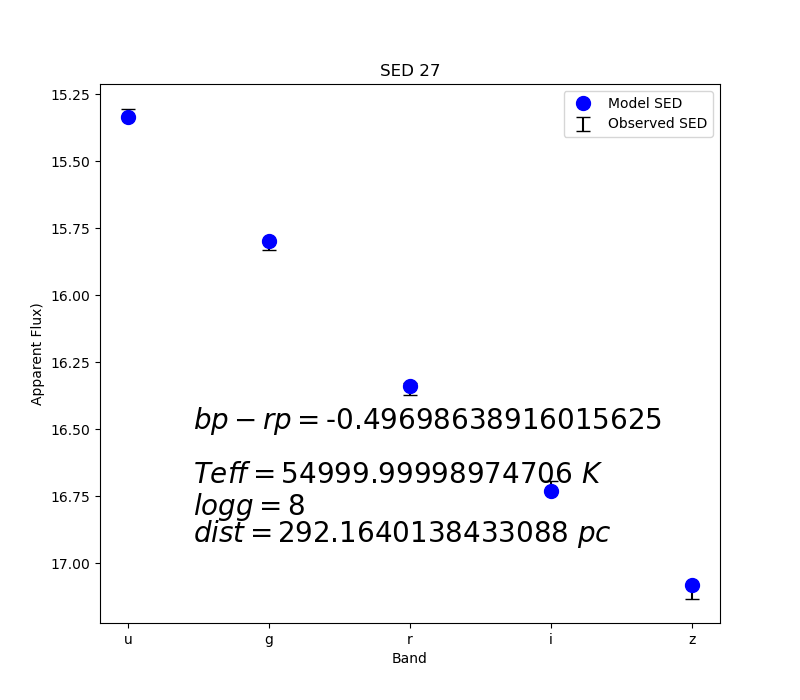 SED 27
Model SED
Observed SED
15.25
15.50
15.75
16.00
16.25
16.50
16.75
17.00
Apparent Flux)
bp − rp = -0.49698638916015625
Teff = 54999.99998974706 K
logg = 8
dist = 292.1640138433088 pc
u g r i z
Band